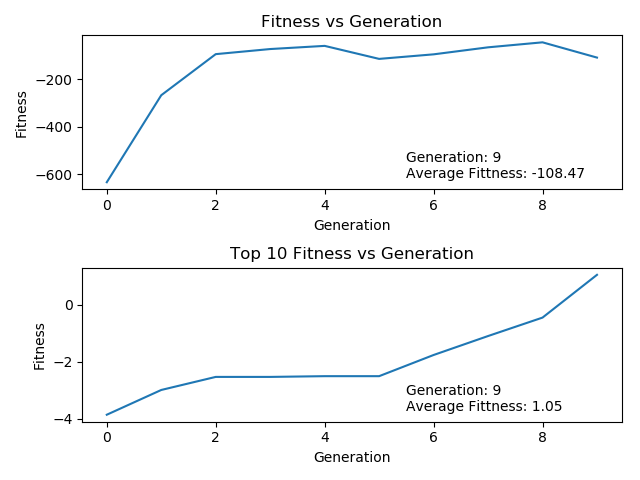 Fitness vs Generation
Fitness
−200
−400
−600
Generation: 9
Average Fittness: -108.47
0 2 4 6 8
Generation
Top 10 Fitness vs Generation
Fitness
0
−2
−4
Generation: 9
Average Fittness: 1.05
0 2 4 6 8
Generation